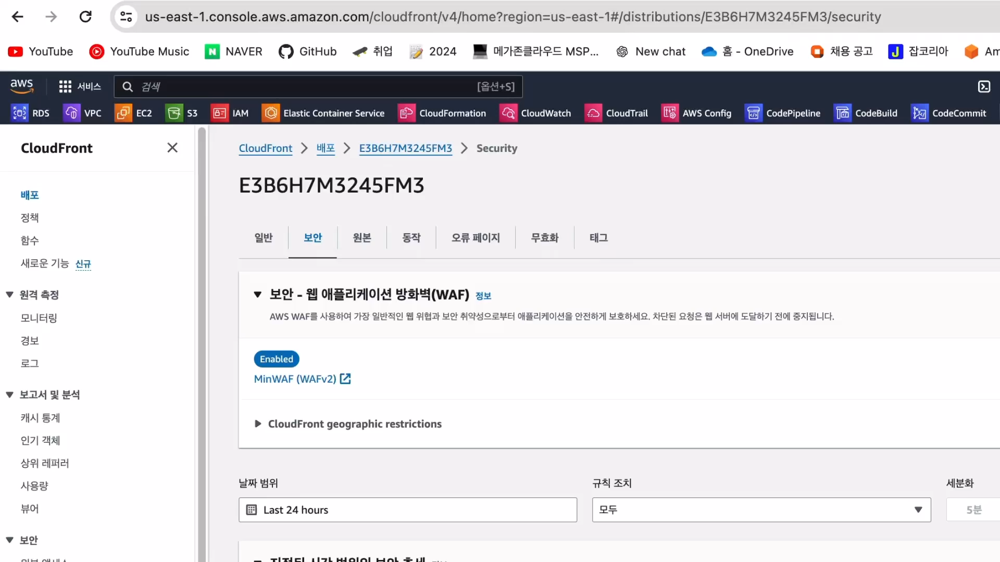 us-east-1.console.aws.amazon.com/cloudfront/v4/home?region=us-east-1#/distributions/E3B6H7M3245FM3/security
YouTube YouTube Music NAVER GitHub 취업 2024 메가존클라우드 MSP... New chat 홈 - OneDrive 채용 공고 잡코리아 Am
aws 서비스 검색 [옵션+S]
RDS VPC EC2 S3 IAM Elastic Container Service CloudFormation CloudWatch CloudTrail AWS Config CodePipeline CodeBuild CodeCommit
CloudFront
배포
정책
함수
새로운 기능 신규
원격 측정
모니터링
경보
로그
보고서 및 분석
캐시 통계
인기 객체
상위 레퍼러
사용량
뷰어
보안
CloudFront 배포 E3B6H7M3245FM3 Security
E3B6H7M3245FM3
일반 보안 원본 동작 오류 페이지 무효화 태그
보안 - 웹 애플리케이션 방화벽(WAF) 정보
AWS WAF를 사용하여 가장 일반적인 웹 위협과 보안 취약성으로부터 애플리케이션을 안전하게 보호하세요. 차단된 요청은 웹 서버에 도달하기 전에 중지됩니다.
Enabled
MinWAF (WAFv2)
CloudFront geographic restrictions
날짜 범위 규칙 조치 세분화
Last 24 hours 모두 5분